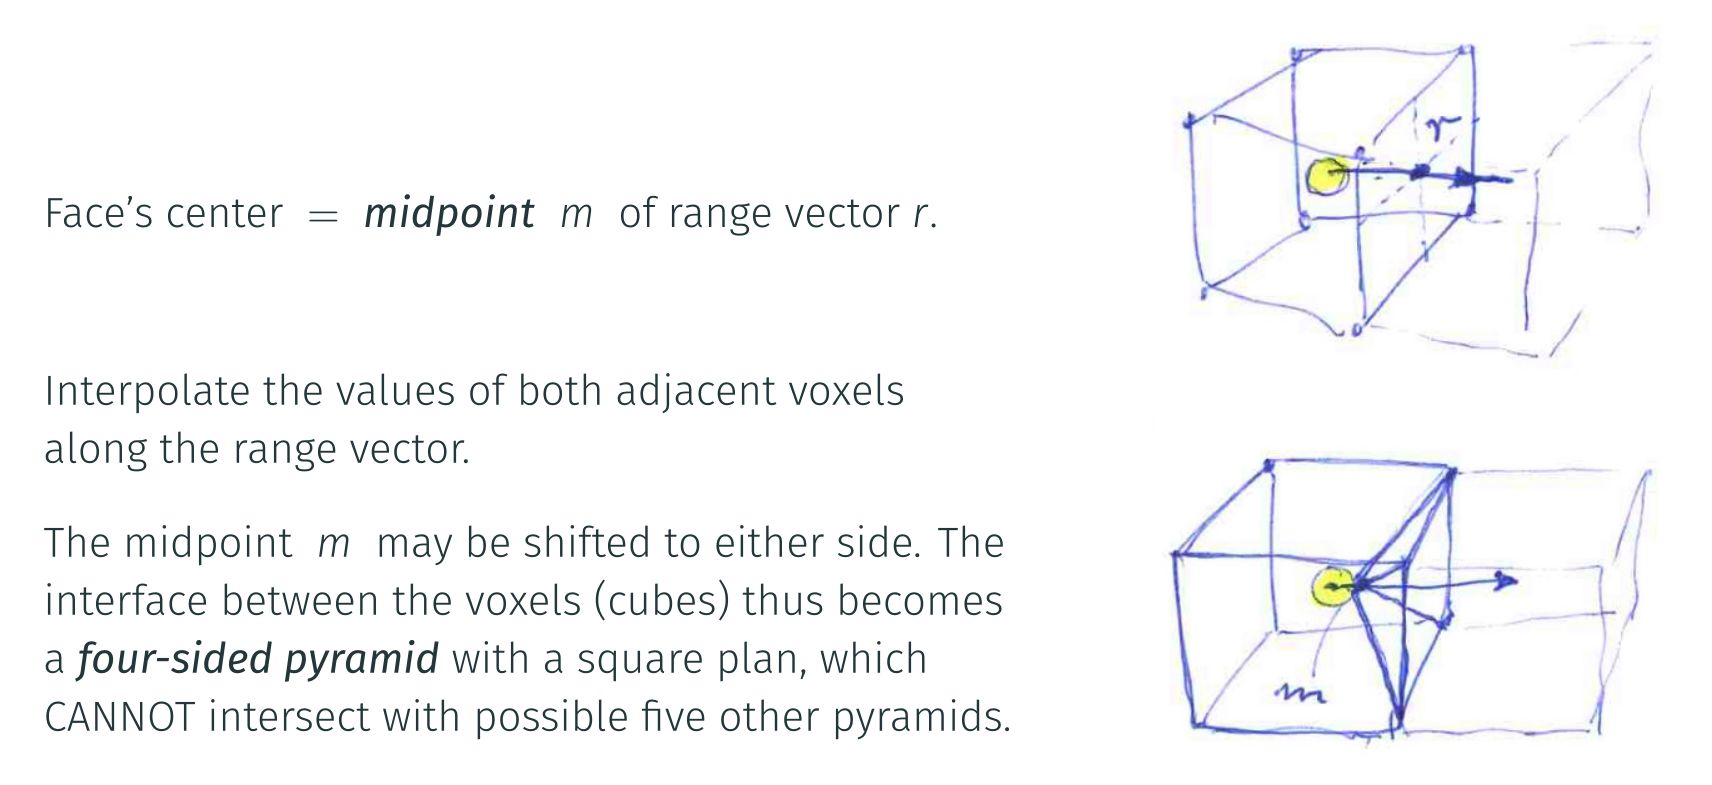 Face’s center = midpoint m of range vector r.
r
Interpolate the values of both adjacent voxels
along the range vector.
The midpoint m may be shifted to either side. The
interface between the voxels (cubes) thus becomes
a four-sided pyramid with a square plan, which
CANNOT intersect with possible five other pyramids.
m